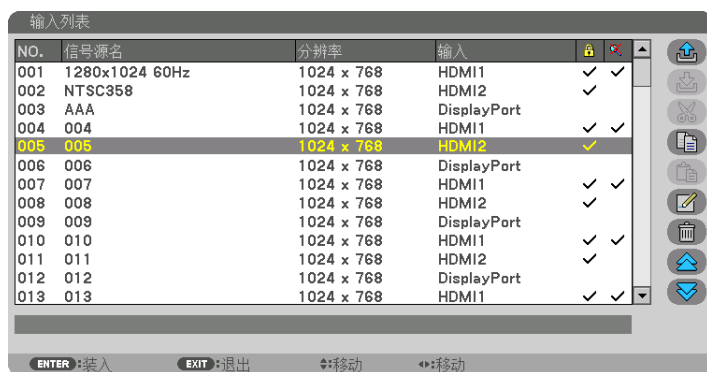 输入列表
NO. 信号源名 分辨率 输入
001 1280x1024 60Hz 1024 x 768 HDMI1
002 NTSC358 1024 x 768 HDMI2
003 AAA 1024 x 768 DisplayPort
004 004 1024 x 768 HDMI1
005 005 1024 x 768 HDMI2
006 006 1024 x 768 DisplayPort
007 007 1024 x 768 HDMI1
008 008 1024 x 768 HDMI2
009 009 1024 x 768 DisplayPort
010 010 1024 x 768 HDMI1
011 011 1024 x 768 HDMI2
012 012 1024 x 768 DisplayPort
013 013 1024 x 768 HDMI1
ENTER :装入 EXIT :退出 :移动 :移动